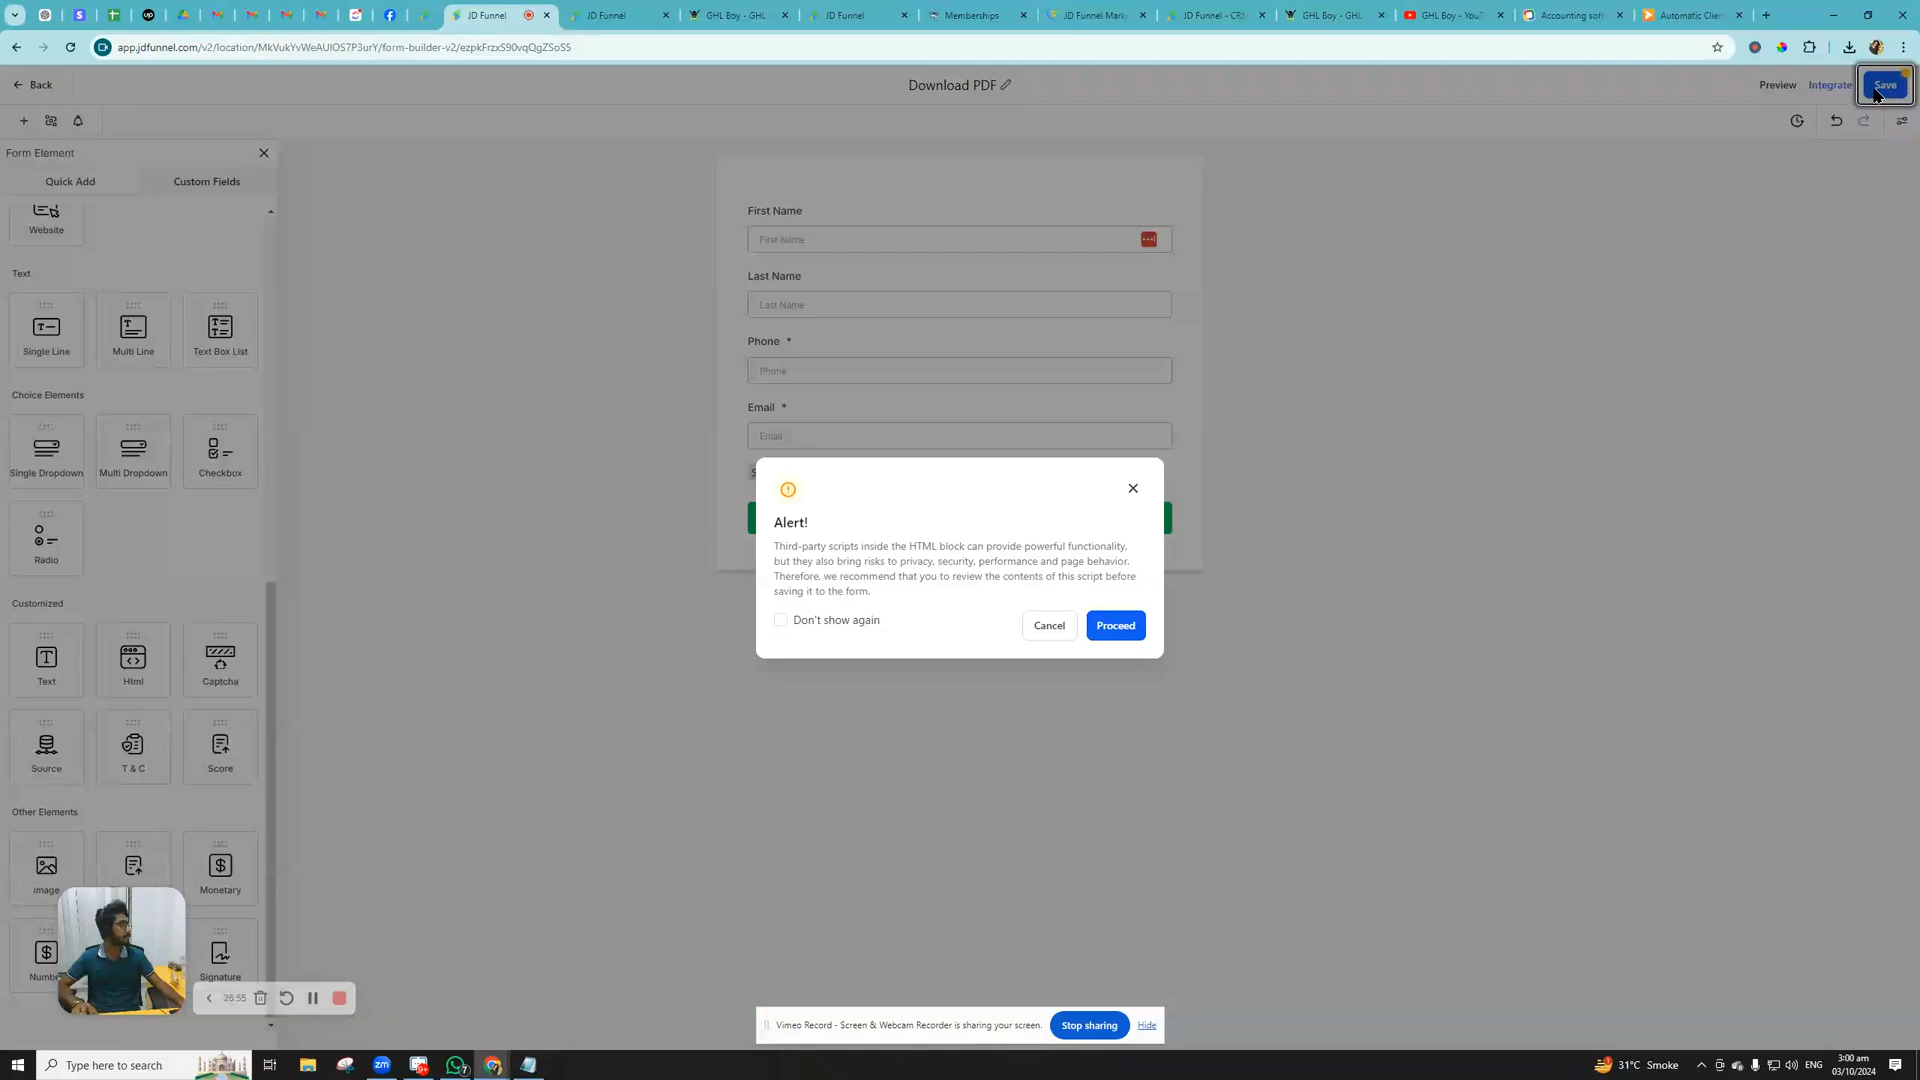 JD Funnel
JD Funnel
GHL Boy - GHL
JD Funnel
Memberships
JD Funnel Mark
JD Funnel - CR
GHL Boy - GHL
GHL Boy - YouT
Accounting soft
Automatic Clie
app.jdfunnel.com/v2/location/MkVukYvWeAUIOS7P3urY/form-builder-v2/ezpkFrzxS90vqQgZSoS5
Back
Download PDF
Preview
Integrate
Save
Form Element
Quick Add
Custom Fields
Website
Text
Single Line
Multi Line
Text Box List
Choice Elements
Single Dropdown
Multi Dropdown
Checkbox
Radio
Customized
Text
Html
Captcha
Source
T & C
Score
Other Elements
Image
Monetary
Numb
Signature
First Name
First Name
Last Name
Last Name
Phone *
Phone
Email *
Email
Alert!
Third-party scripts inside the HTML block can provide powerful functionality,
but they also bring risks to privacy, security, performance and page behavior.
Therefore, we recommend that you to review the contents of this script before
saving it to the form.
Don't show again
Cancel
Proceed
26:55
Vimeo Record - Screen & Webcam Recorder is sharing your screen.
Stop sharing
Hide
Type here to search
zm
9+
7
31°C Smoke
ENG
3:00 am
03/10/2024